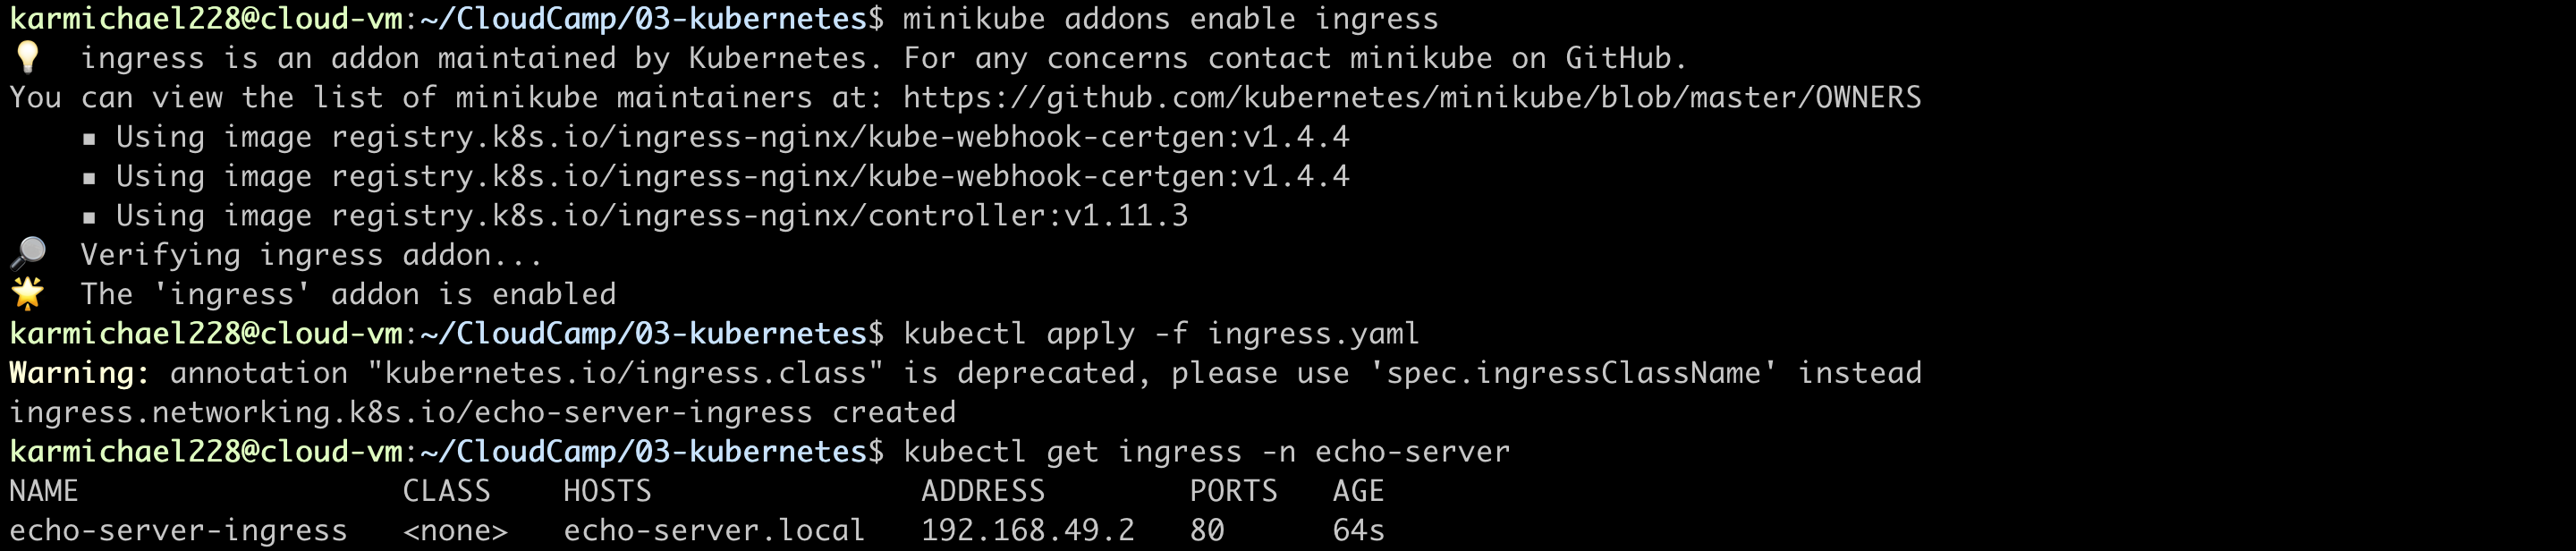 karmichael228@cloud-vm:~/CloudCamp/03-kubernetes$ minikube addons enable ingress
💡  ingress is an addon maintained by Kubernetes. For any concerns contact minikube on GitHub.
You can view the list of minikube maintainers at: https://github.com/kubernetes/minikube/blob/master/OWNERS
    ▪ Using image registry.k8s.io/ingress-nginx/kube-webhook-certgen:v1.4.4
    ▪ Using image registry.k8s.io/ingress-nginx/kube-webhook-certgen:v1.4.4
    ▪ Using image registry.k8s.io/ingress-nginx/controller:v1.11.3
🔎  Verifying ingress addon...
🌟  The 'ingress' addon is enabled
karmichael228@cloud-vm:~/CloudCamp/03-kubernetes$ kubectl apply -f ingress.yaml
Warning: annotation "kubernetes.io/ingress.class" is deprecated, please use 'spec.ingressClassName' instead
ingress.networking.k8s.io/echo-server-ingress created
karmichael228@cloud-vm:~/CloudCamp/03-kubernetes$ kubectl get ingress -n echo-server
NAME                  CLASS    HOSTS               ADDRESS        PORTS   AGE
echo-server-ingress   <none>   echo-server.local   192.168.49.2   80      64s